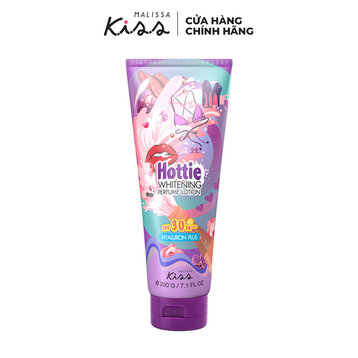 MALISSA
Kiss
CỬA HÀNG
CHÍNH HÃNG
Hottie
WHITENING
PERFUME LOTION
SPF 30 PA+++
HYALURON PLUS
MALISSA
Kiss
℮ 200 G / 7.1 FL.OZ